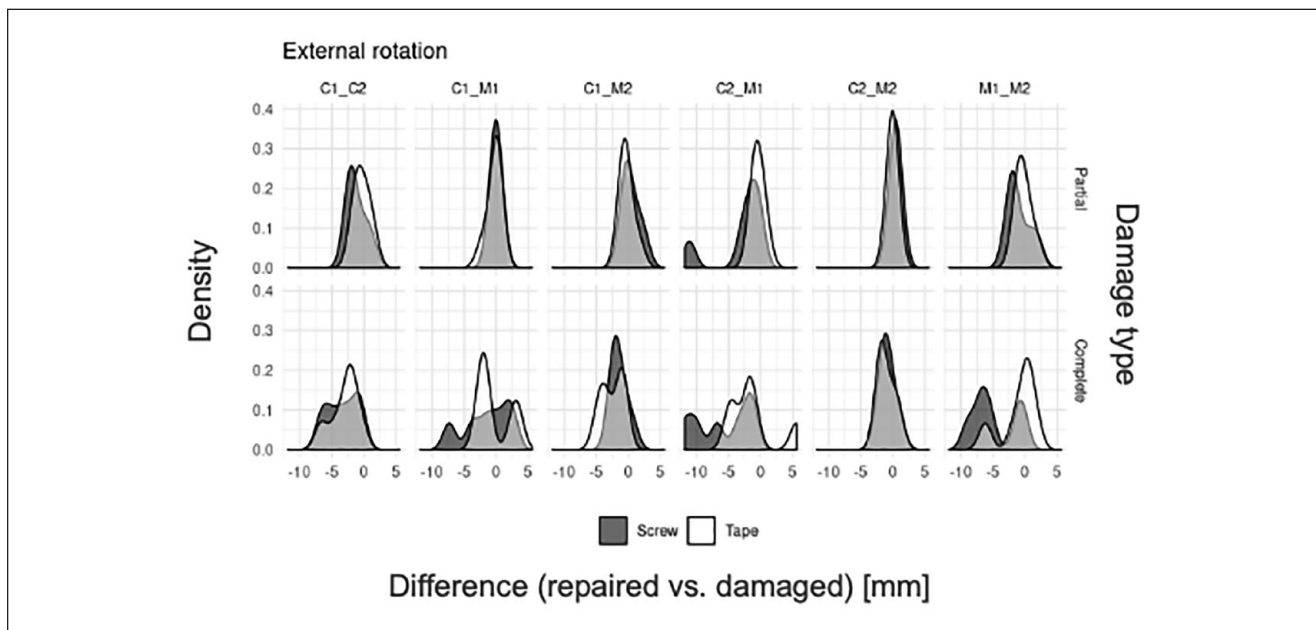 External rotation
C1_C2 C1_M1 C1_M2 C2_M1 C2_M2 M1_M2
0.4
0.3
0.2
0.1
0.0
Partial
0.4
0.3
0.2
0.1
0.0
Complete
-10 -5 0 5 -10 -5 0 5 -10 -5 0 5 -10 -5 0 5 -10 -5 0 5 -10 -5 0 5
Density
Damage type
Screw Tape
Difference (repaired vs. damaged) [mm]